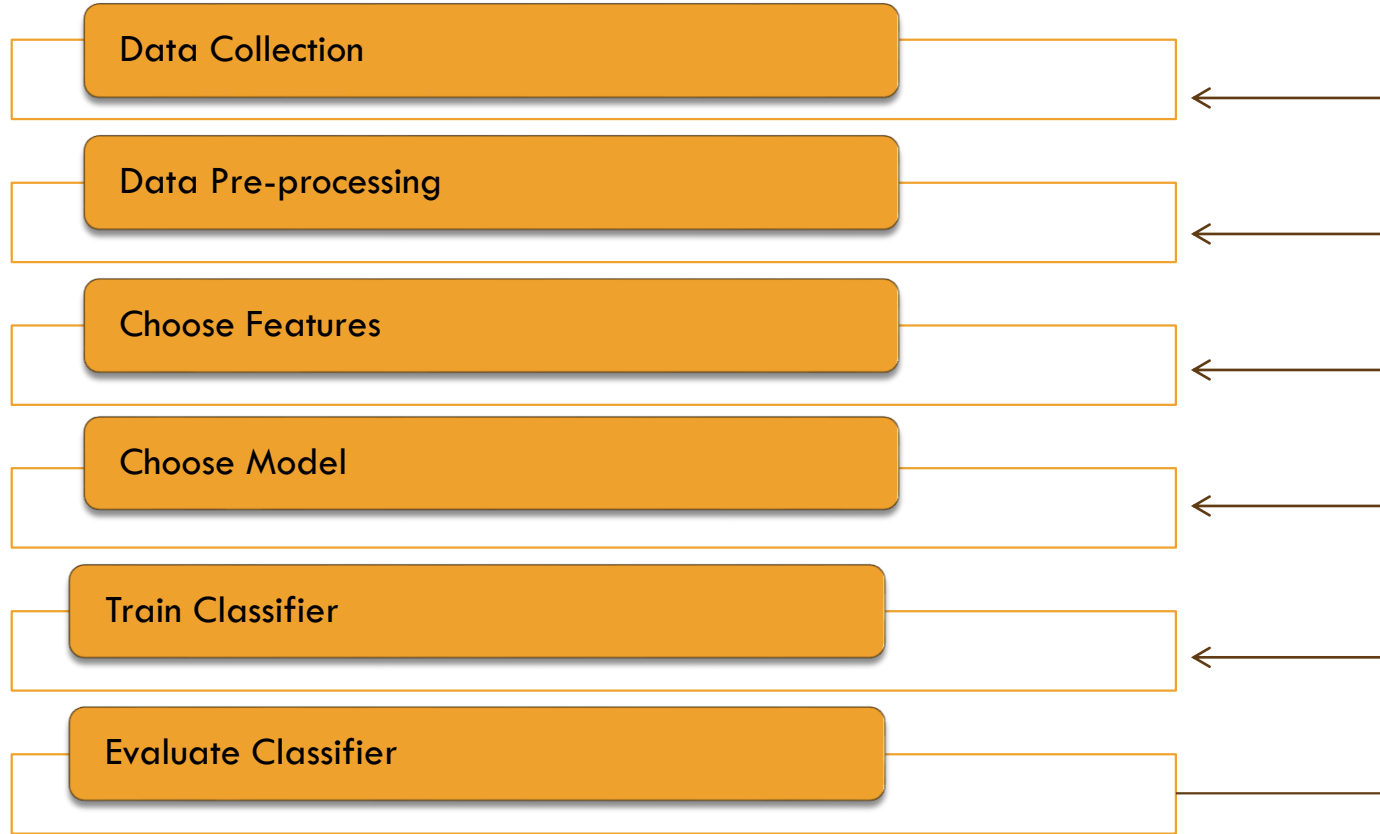 Data Collection
Data Pre-processing
Choose Features
Choose Model
Train Classifier
Evaluate Classifier